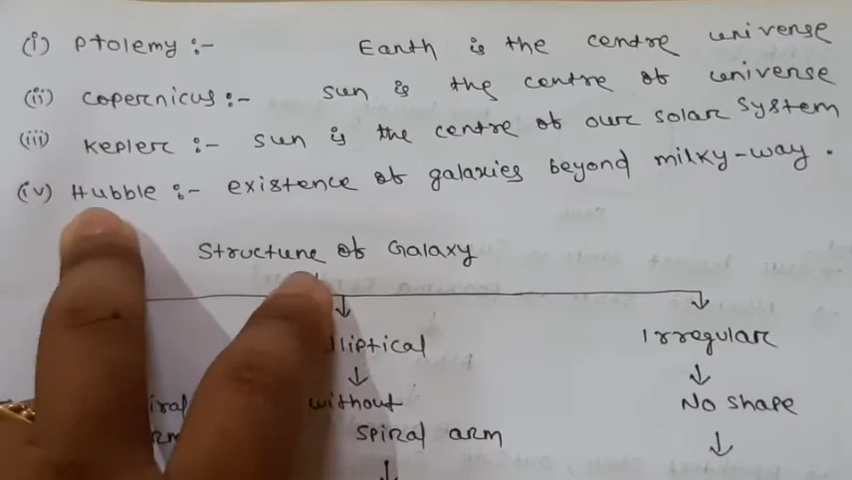 (i) Ptolemy :- Earth is the centre universe
(ii) Copernicus :- sun is the centre of universe
(iii) Kepler :- sun is the centre of our solar system
(iv) Hubble :- existence of galaxies beyond milky-way.
Structure of Galaxy
lliptical Irregular
iral without No shape
rm spiral arm